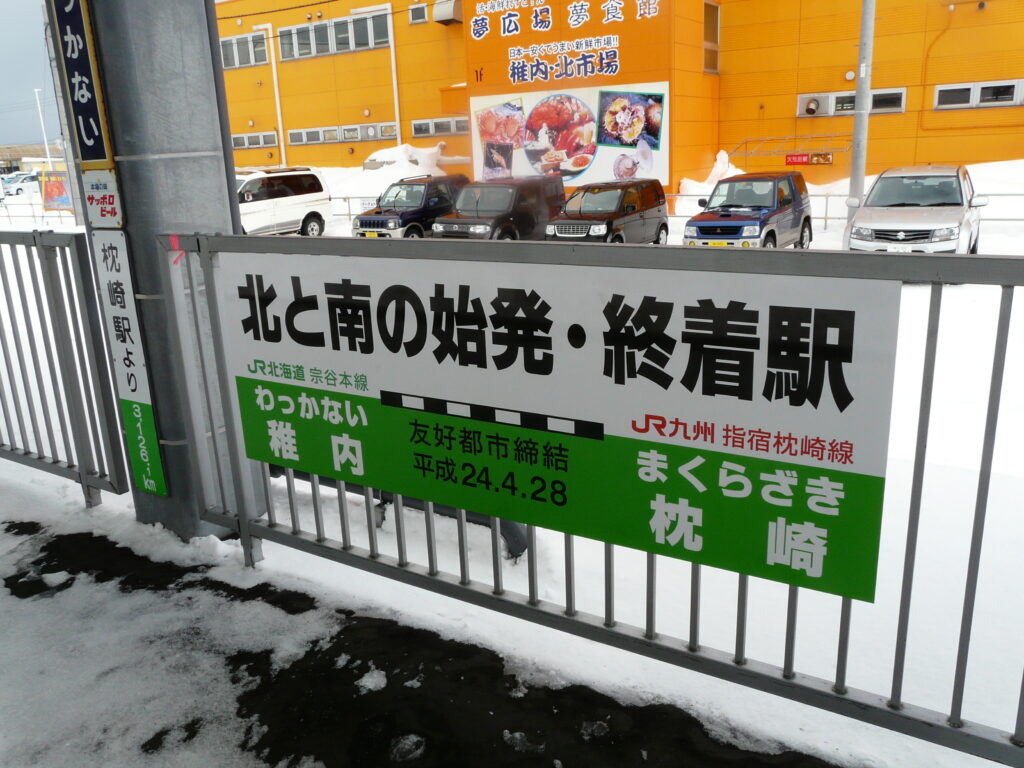 っかない
サッポロ
ビール
枕崎駅より
3126.1km
活・海鮮丼
夢広場 夢食館
日本一安くてうまい新鮮市場!!
1F
稚内・北市場
北と南の始発・終着駅
JR北海道 宗谷本線
わっかない
稚内
友好都市締結
平成24.4.28
JR九州 指宿枕崎線
まくらざき
枕崎